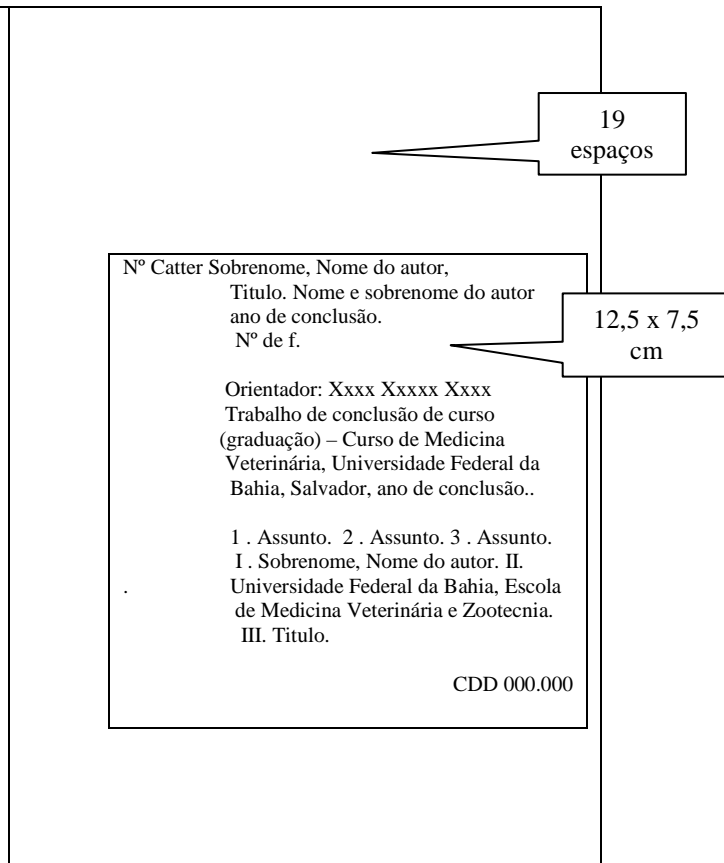 19
espaços
Nº Catter Sobrenome, Nome do autor,
Titulo. Nome e sobrenome do autor
ano de conclusão.
Nº de f.
12,5 x 7,5
cm
Orientador: Xxxx Xxxxx Xxxx
Trabalho de conclusão de curso
(graduação) – Curso de Medicina
Veterinária, Universidade Federal da
Bahia, Salvador, ano de conclusão..
1 . Assunto. 2 . Assunto. 3 . Assunto.
I . Sobrenome, Nome do autor. II.
. Universidade Federal da Bahia, Escola
de Medicina Veterinária e Zootecnia.
III. Titulo.
CDD 000.000